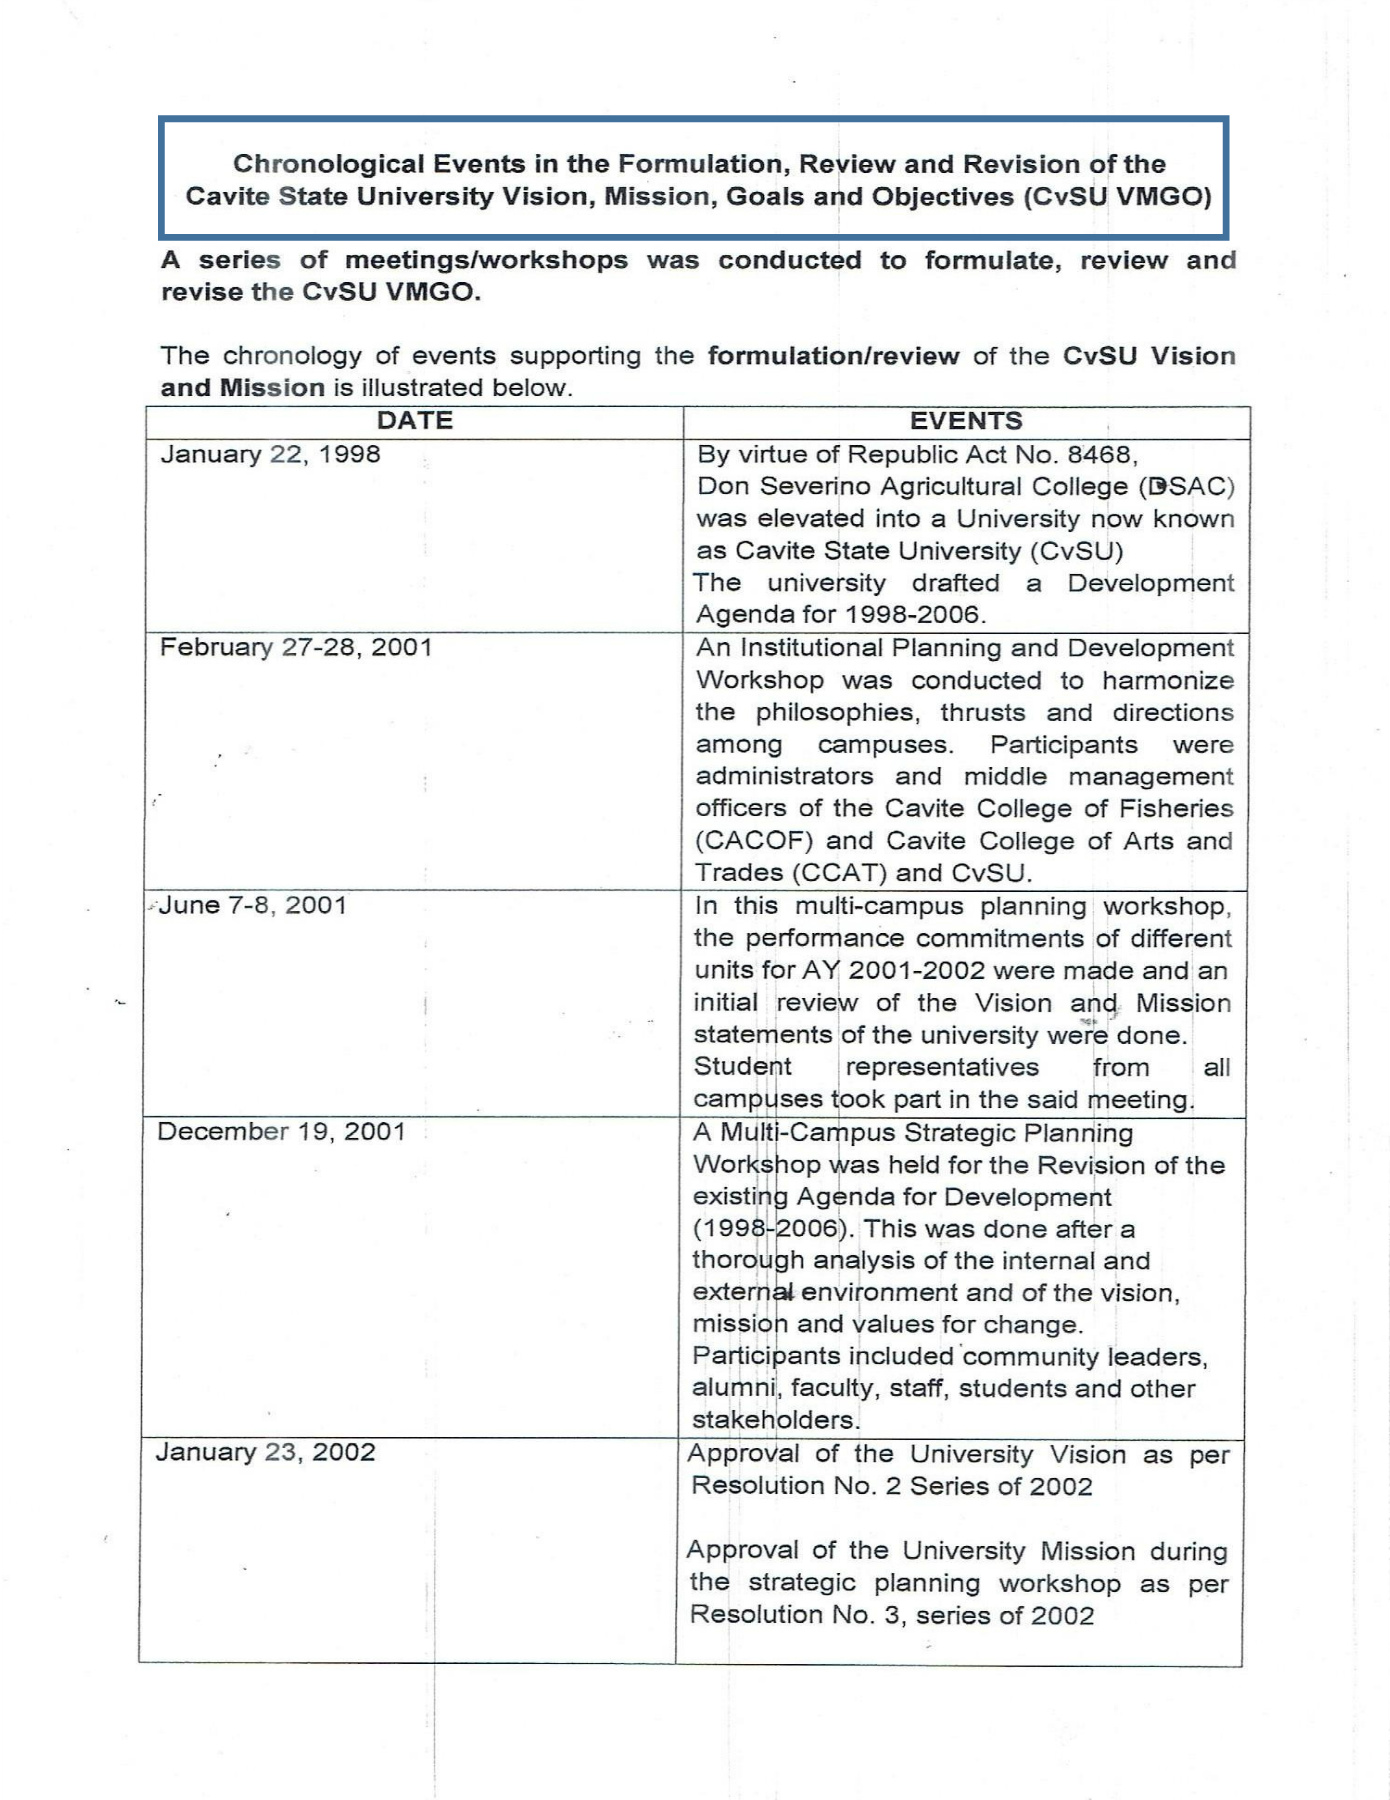 Chronological Events in the Formulation, Review and Revision of the
Cavite State University Vision, Mission, Goals and Objectives (CvSU VMGO)
A series of meetings/workshops was conducted to formulate, review and
revise the CvSU VMGO.
The chronology of events supporting the formulation/review of the CvSU Vision
and Mission is illustrated below.
DATE EVENTS
January 22, 1998 By virtue of Republic Act No. 8468,
Don Severino Agricultural College (DSAC)
was elevated into a University now known
as Cavite State University (CvSU)
The university drafted a Development
Agenda for 1998-2006.
February 27-28, 2001 An Institutional Planning and Development
Workshop was conducted to harmonize
the philosophies, thrusts and directions
among campuses. Participants were
administrators and middle management
officers of the Cavite College of Fisheries
(CACOF) and Cavite College of Arts and
Trades (CCAT) and CvSU.
June 7-8, 2001 In this multi-campus planning workshop,
the performance commitments of different
units for AY 2001-2002 were made and an
initial review of the Vision and Mission
statements of the university were done.
Student representatives from all
campuses took part in the said meeting.
December 19, 2001 A Multi-Campus Strategic Planning
Workshop was held for the Revision of the
existing Agenda for Development
(1998-2006). This was done after a
thorough analysis of the internal and
external environment and of the vision,
mission and values for change.
Participants included community leaders,
alumni, faculty, staff, students and other
stakeholders.
January 23, 2002 Approval of the University Vision as per
Resolution No. 2 Series of 2002
Approval of the University Mission during
the strategic planning workshop as per
Resolution No. 3, series of 2002